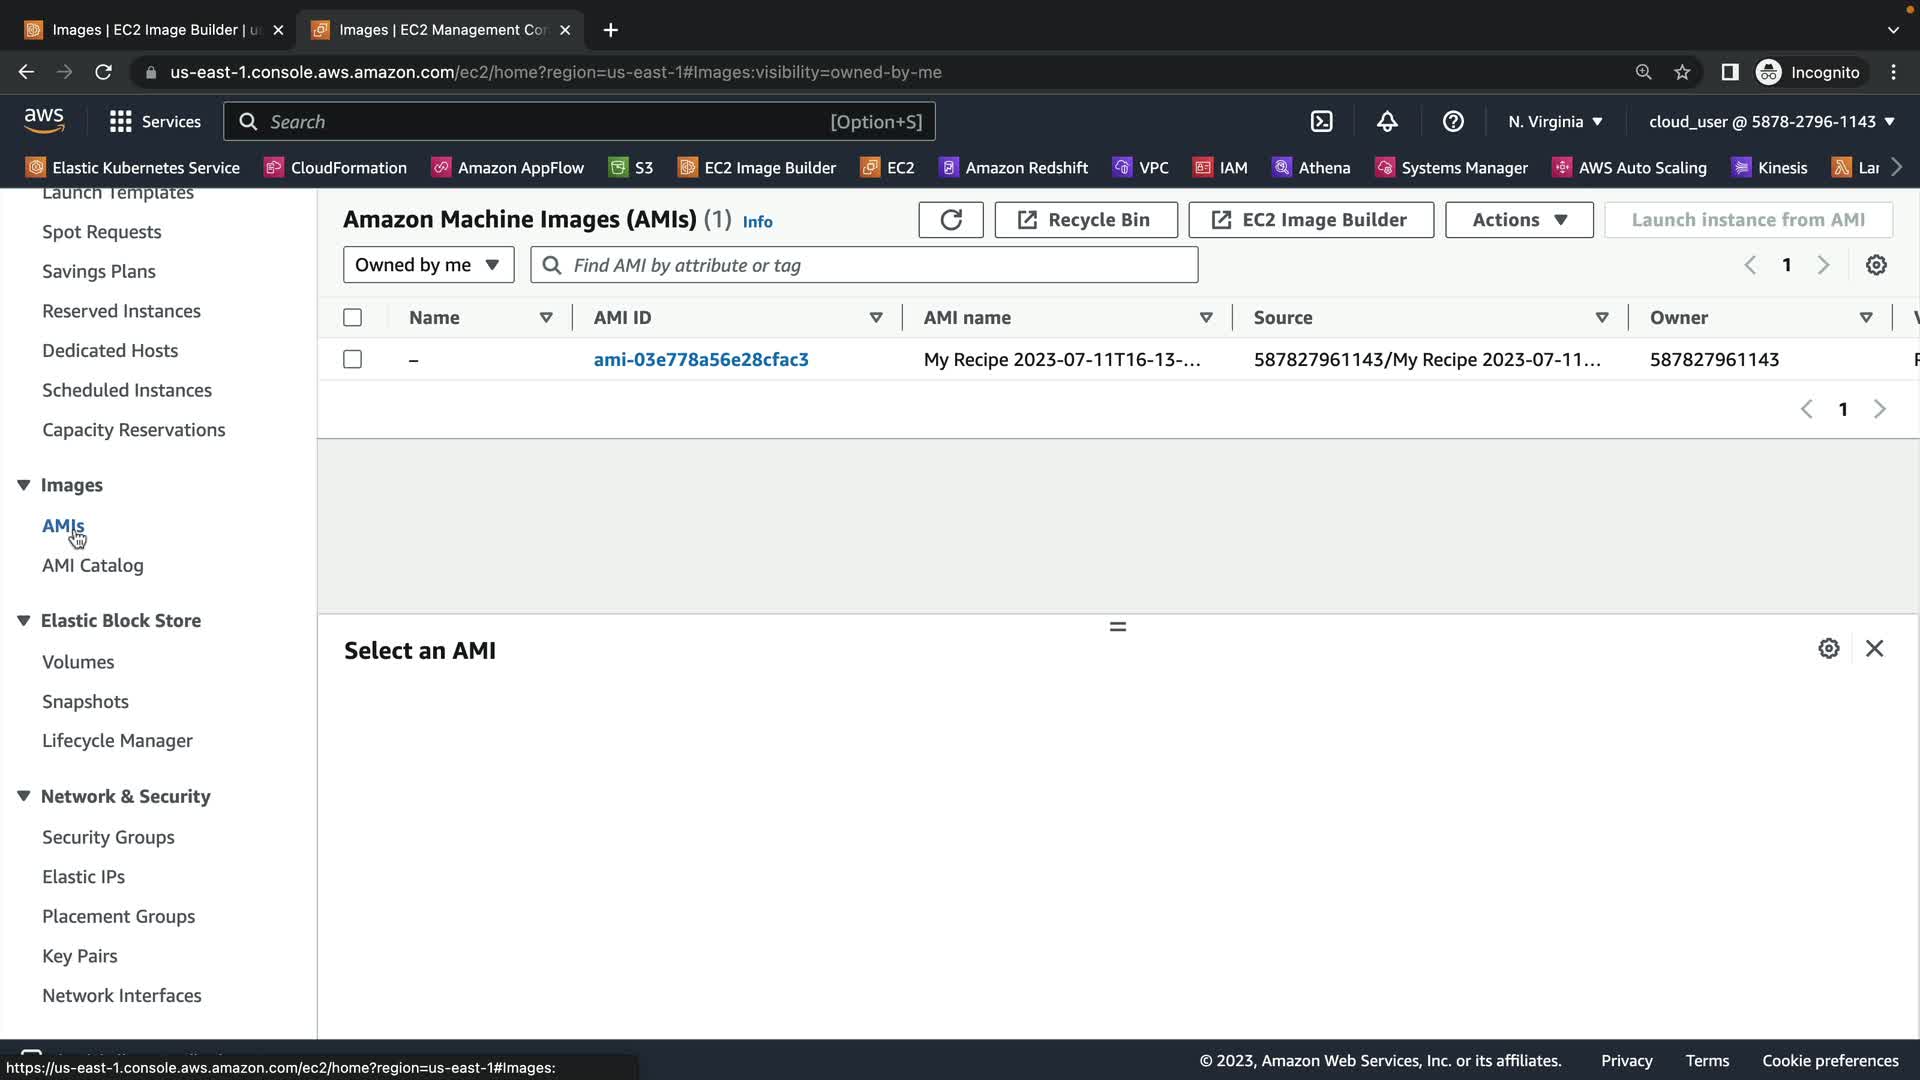 Images | EC2 Image Builder | u
Images | EC2 Management Con
us-east-1.console.aws.amazon.com/ec2/home?region=us-east-1#Images:visibility=owned-by-me
Incognito
aws
Services
Search
[Option+S]
N. Virginia
cloud_user @ 5878-2796-1143
Elastic Kubernetes Service
CloudFormation
Amazon AppFlow
S3
EC2 Image Builder
EC2
Amazon Redshift
VPC
IAM
Athena
Systems Manager
AWS Auto Scaling
Kinesis
Lar
Launch Templates
Spot Requests
Savings Plans
Reserved Instances
Dedicated Hosts
Scheduled Instances
Capacity Reservations
Images
AMIs
AMI Catalog
Elastic Block Store
Volumes
Snapshots
Lifecycle Manager
Network & Security
Security Groups
Elastic IPs
Placement Groups
Key Pairs
Network Interfaces
Amazon Machine Images (AMIs) (1) Info
Recycle Bin
EC2 Image Builder
Actions
Launch instance from AMI
Owned by me
Find AMI by attribute or tag
1
Name
AMI ID
AMI name
Source
Owner
–
ami-03e778a56e28cfac3
My Recipe 2023-07-11T16-13-...
587827961143/My Recipe 2023-07-11...
587827961143
1
Select an AMI
https://us-east-1.console.aws.amazon.com/ec2/home?region=us-east-1#Images:
© 2023, Amazon Web Services, Inc. or its affiliates.
Privacy
Terms
Cookie preferences